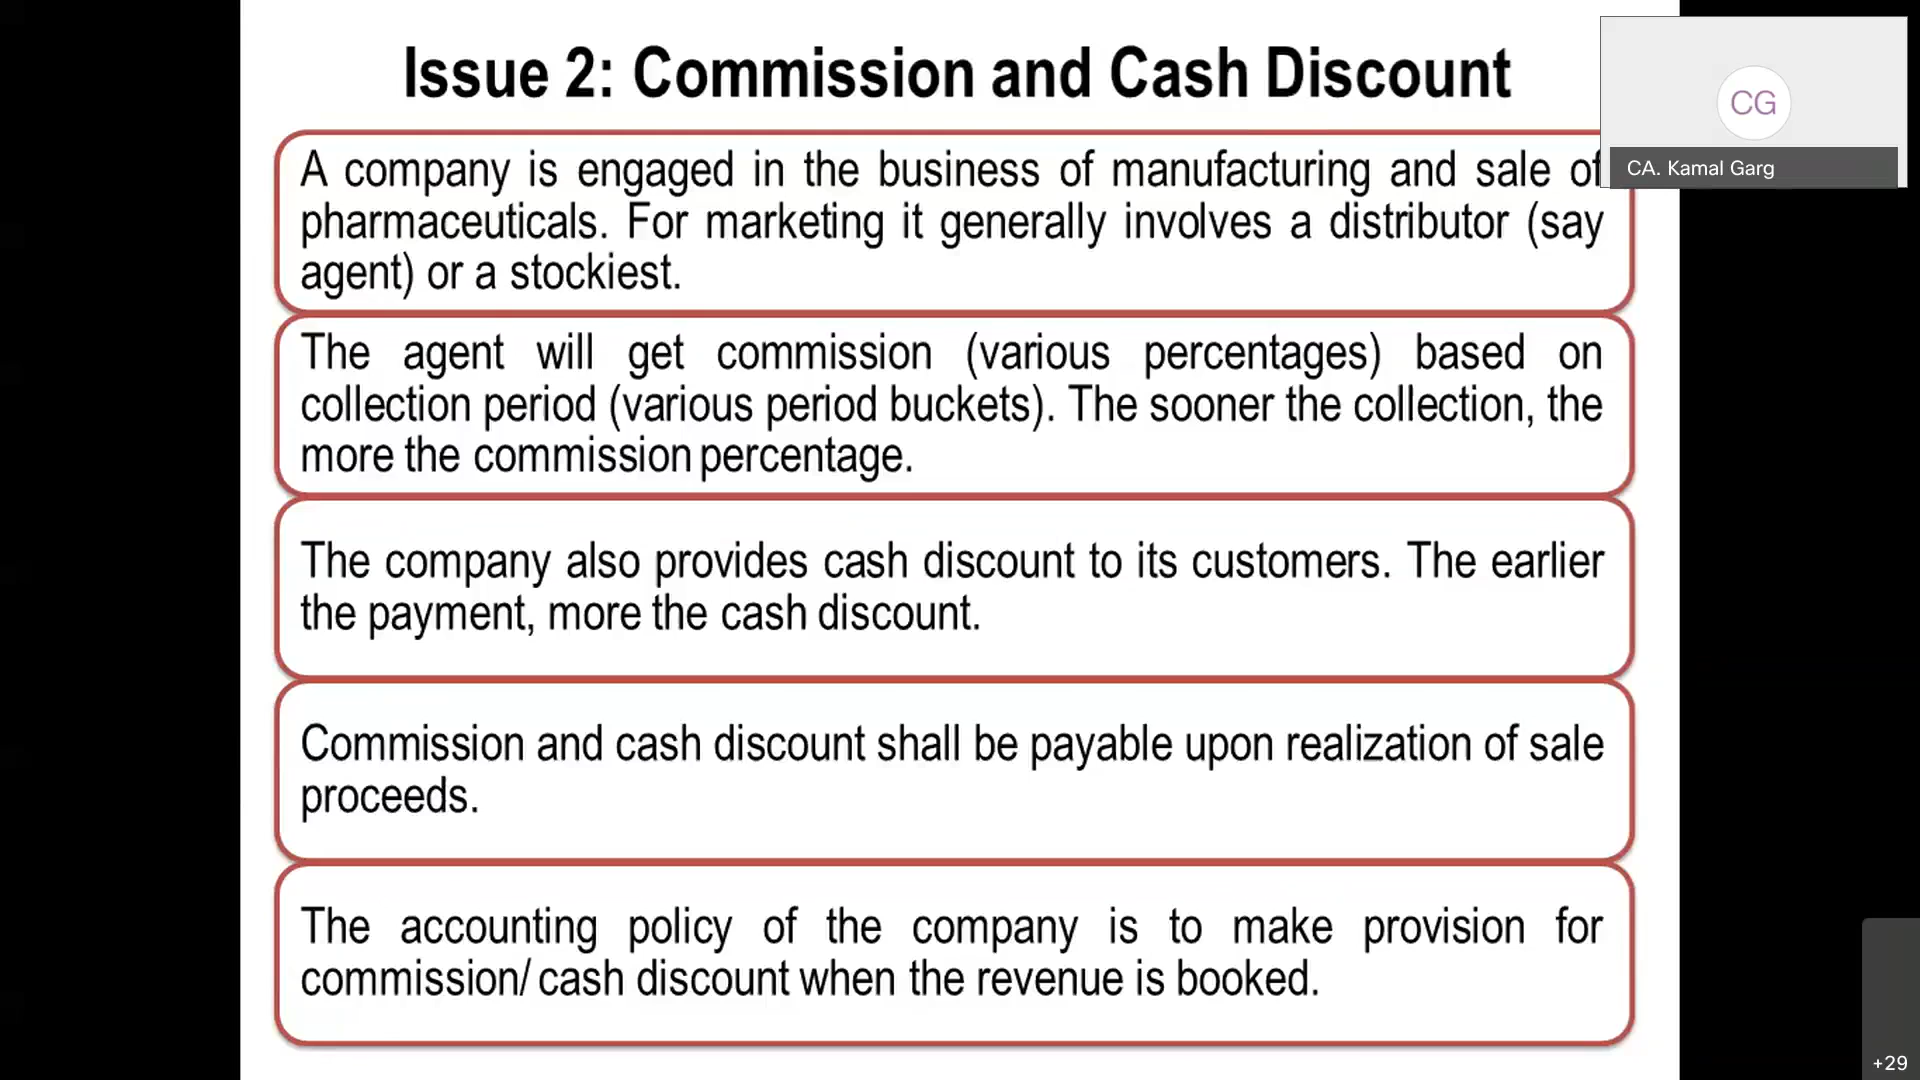 Issue 2: Commission and Cash Discount
CG
CA. Kamal Garg
A company is engaged in the business of manufacturing and sale of
pharmaceuticals. For marketing it generally involves a distributor (say
agent) or a stockiest.
The agent will get commission (various percentages) based on
collection period (various period buckets). The sooner the collection, the
more the commission percentage.
The company also provides cash discount to its customers. The earlier
the payment, more the cash discount.
Commission and cash discount shall be payable upon realization of sale
proceeds.
The accounting policy of the company is to make provision for
commission/ cash discount when the revenue is booked.
+29